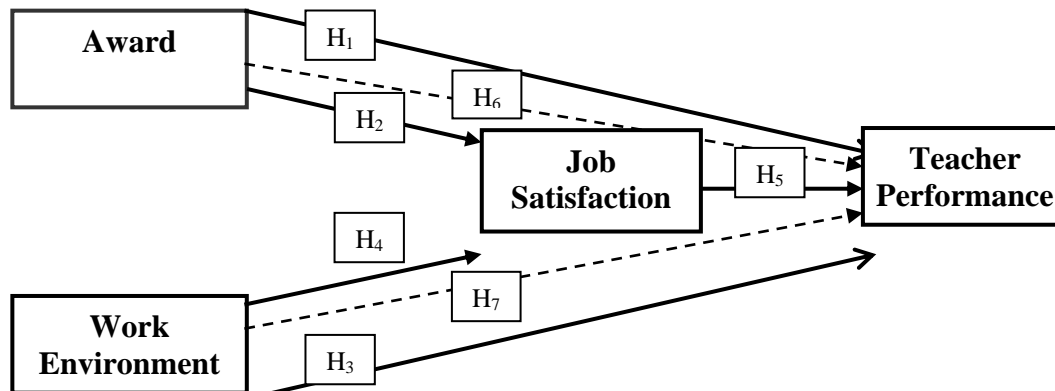 Award
H₁
H₆
H₂
Job
Satisfaction
H₅
Teacher
Performance
H₄
H₇
Work
Environment
H₃